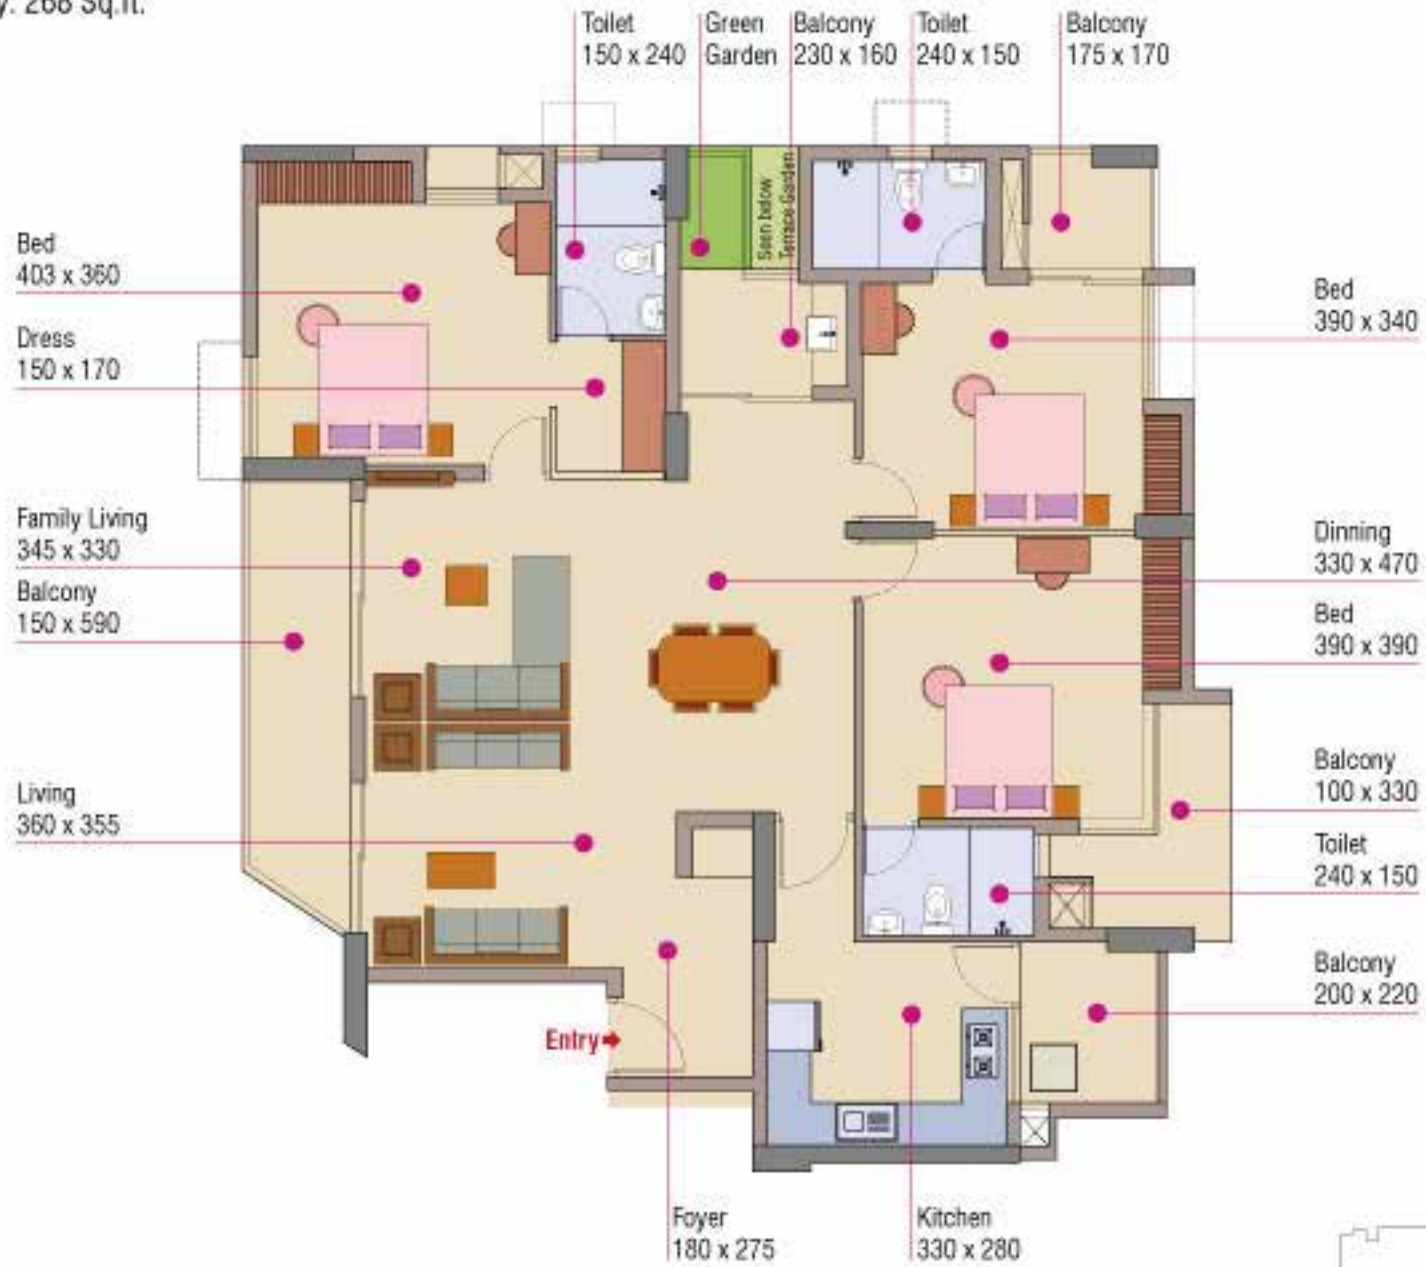 y: 268 Sq.ft.
Toilet
150 x 240
Green
Garden
Balcony
230 x 160
Toilet
240 x 150
Balcony
175 x 170
Seen below
Terrace Garden
Bed
403 x 360
Dress
150 x 170
Family Living
345 x 330
Balcony
150 x 590
Living
360 x 355
Bed
390 x 340
Dinning
330 x 470
Bed
390 x 390
Balcony
100 x 330
Toilet
240 x 150
Balcony
200 x 220
Entry
Foyer
180 x 275
Kitchen
330 x 280